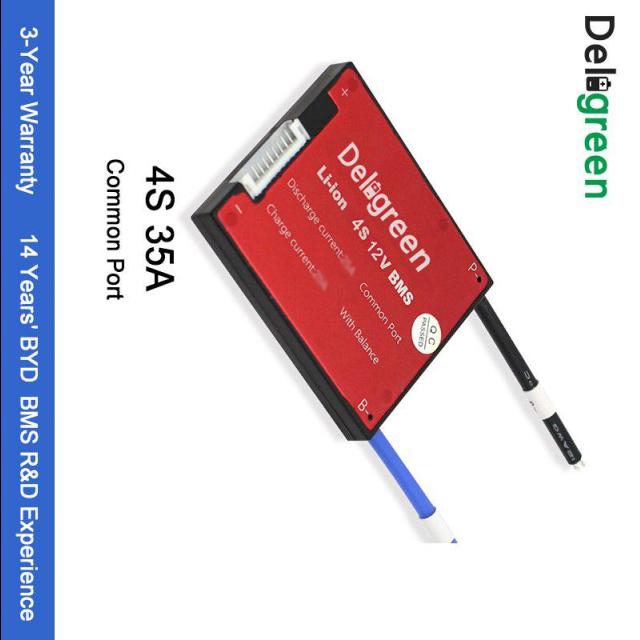 Deligreen
4S 35A
Common Port
+
-
Deligreen
Li-ion 4S 12V BMS
Discharge current:
Charge current:
Common Port
With Balance
P-
B-
QC
PASSED
3-Year Warranty 14 Years' BYD BMS R&D Experience